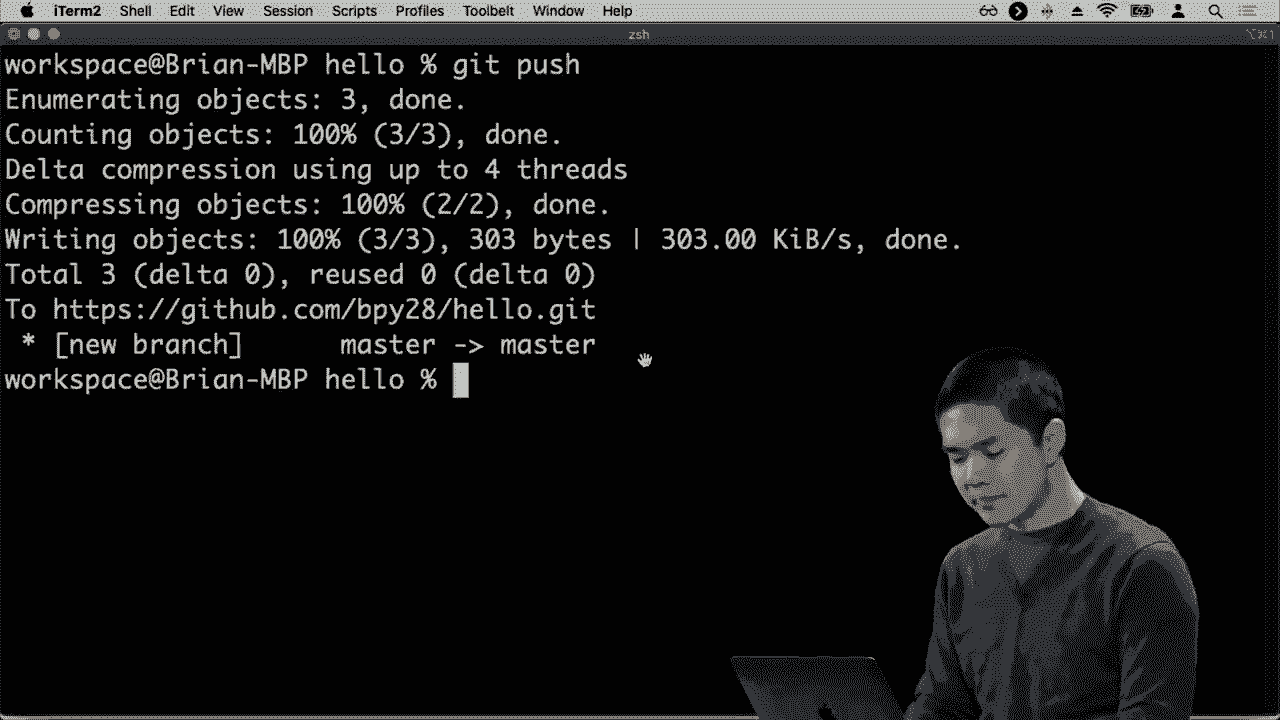 iTerm2 Shell Edit View Session Scripts Profiles Toolbelt Window Help
zsh
workspace@Brian-MBP hello % git push
Enumerating objects: 3, done.
Counting objects: 100% (3/3), done.
Delta compression using up to 4 threads
Compressing objects: 100% (2/2), done.
Writing objects: 100% (3/3), 303 bytes | 303.00 KiB/s, done.
Total 3 (delta 0), reused 0 (delta 0)
To https://github.com/bpy28/hello.git
 * [new branch]      master -> master
workspace@Brian-MBP hello %